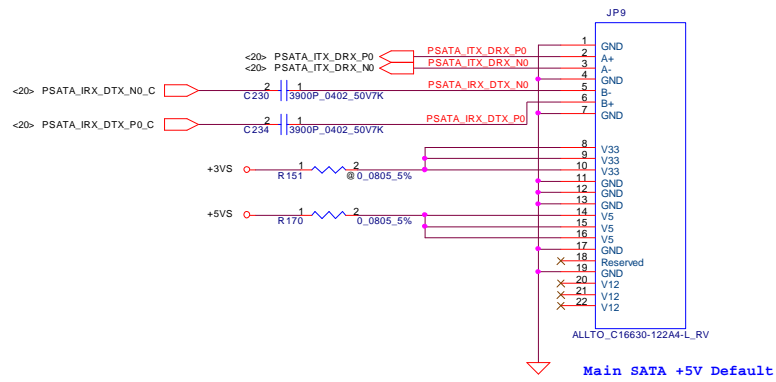 JP9
1 GND
<20> PSATA_ITX_DRX_P0 PSATA_ITX_DRX_P0 2 A+
<20> PSATA_ITX_DRX_N0 PSATA_ITX_DRX_N0 3 A-
4 GND
<20> PSATA_IRX_DTX_N0_C 2 1 PSATA_IRX_DTX_N0 5 B-
C230 3900P_0402_50V7K
6 B+
7 GND
<20> PSATA_IRX_DTX_P0_C 2 1 PSATA_IRX_DTX_P0
C234 3900P_0402_50V7K
8 V33
9 V33
+3VS 1 2 10 V33
R151 @0_0805_5%
11 GND
12 GND
13 GND
+5VS 1 2 14 V5
R170 0_0805_5%
15 V5
16 V5
17 GND
18 Reserved
19 GND
20 V12
21 V12
22 V12
ALLTO_C16630-122A4-L_RV
Main SATA +5V Default